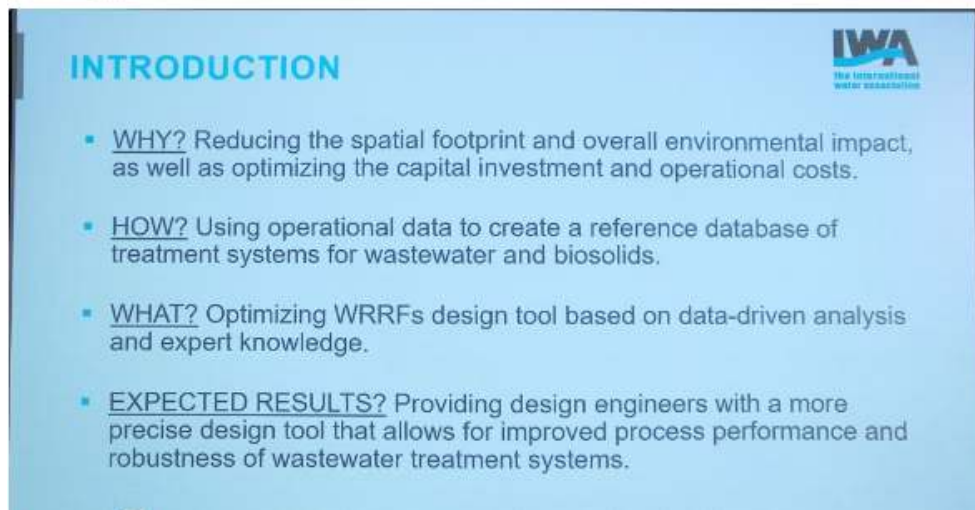 INTRODUCTION
IWA
the international
water association
▪ WHY? Reducing the spatial footprint and overall environmental impact,
as well as optimizing the capital investment and operational costs.
▪ HOW? Using operational data to create a reference database of
treatment systems for wastewater and biosolids.
▪ WHAT? Optimizing WRRFs design tool based on data-driven analysis
and expert knowledge.
▪ EXPECTED RESULTS? Providing design engineers with a more
precise design tool that allows for improved process performance and
robustness of wastewater treatment systems.